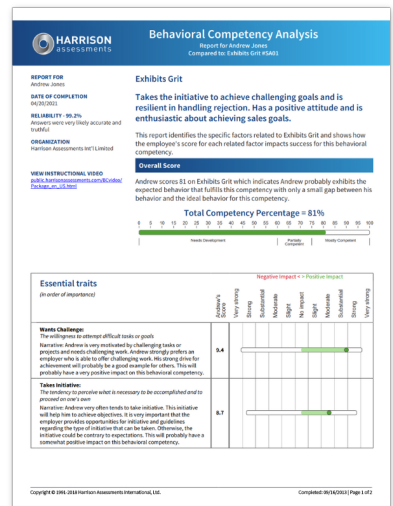 HARRISON
assessments
Behavioral Competency Analysis
Report for Andrew Jones
Compared to: Exhibits Grit #SA01
REPORT FOR
Andrew Jones
DATE OF COMPLETION
04/20/2021
RELIABILITY - 99.2%
Answers were very likely accurate and
truthful
ORGANIZATION
Harrison Assessments Int'l Limited
VIEW INSTRUCTIONAL VIDEO
public.harrisonassessments.com/BCvideo/
Package_en_US.html
Exhibits Grit
Takes the initiative to achieve challenging goals and is
resilient in handling rejection. Has a positive attitude and is
enthusiastic about achieving sales goals.
This report identifies the specific factors related to Exhibits Grit and shows how
the employee's score for each related factor impacts success for this behavioral
competency.
Overall Score
Andrew scores 81 on Exhibits Grit which indicates Andrew probably exhibits the
expected behavior that fulfills this competency with only a small gap between his
behavior and the ideal behavior for this competency.
Total Competency Percentage = 81%
0 5 10 15 20 25 30 35 40 45 50 55 60 65 70 75 80 85 90 95 100
Needs Development Partially Competent Mostly Competent
Essential traits
(in order of importance)
Negative Impact < > Positive Impact
Andrew's Score
Very strong
Strong
Substantial
Moderate
Slight
No impact
Slight
Moderate
Substantial
Strong
Very strong
Wants Challenge:
The willingness to attempt difficult tasks or goals
Narrative: Andrew is very motivated by challenging tasks or
projects and needs challenging work. Andrew strongly prefers an
employer who is able to offer challenging work. His strong drive for
achievement will probably be a good example for others. This will
probably have a very positive impact on this behavioral competency.
9.4
Takes Initiative:
The tendency to perceive what is necessary to be accomplished and to
proceed on one's own
Narrative: Andrew very often tends to take initiative. This initiative
will help him to achieve objectives. It is very important that the
employer provides opportunities for initiative and guidelines
regarding the type of initiative that can be taken. Otherwise, the
initiative could be contrary to expectations. This will probably have a
somewhat positive impact on this behavioral competency.
8.7
Copyright © 1991-2016 Harrison Assessments International, Ltd.
Completed: 09/16/2013 | Page 1 of 2